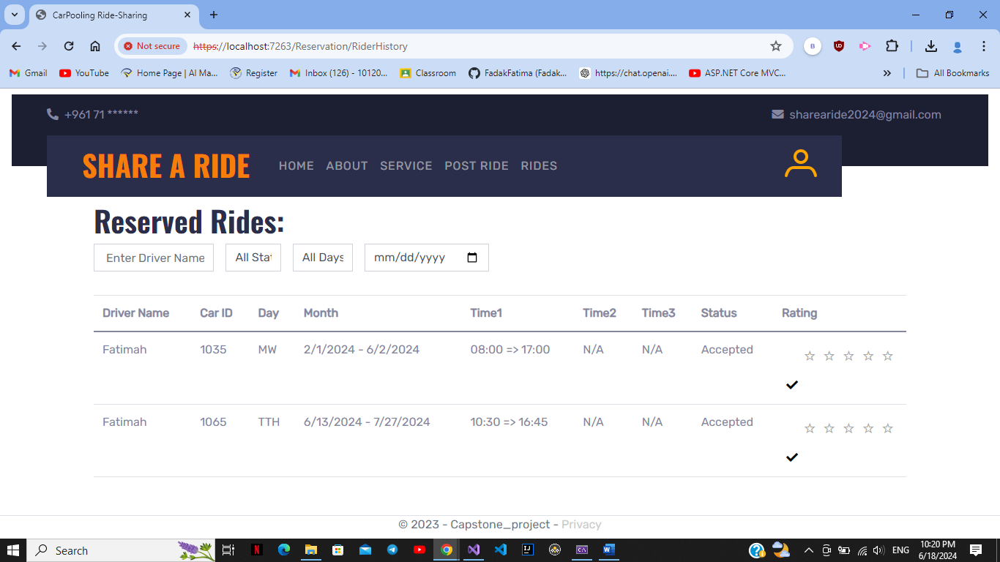 CarPooling Ride-Sharing
Not secure https://localhost:7263/Reservation/RiderHistory
B UD
Gmail YouTube Home Page | AI Ma... Register Inbox (126) - 10120... Classroom FadakFatima (Fadak... https://chat.openai.... ASP.NET Core MVC... » All Bookmarks
+961 71 ****** sharearide2024@gmail.com
SHARE A RIDE HOME ABOUT SERVICE POST RIDE RIDES
Reserved Rides:
Enter Driver Name All Stat All Days mm/dd/yyyy
Driver Name Car ID Day Month Time1 Time2 Time3 Status Rating
Fatimah 1035 MW 2/1/2024 - 6/2/2024 08:00 => 17:00 N/A N/A Accepted ☆ ☆ ☆ ☆ ☆
Fatimah 1065 TTH 6/13/2024 - 7/27/2024 10:30 => 16:45 N/A N/A Accepted ☆ ☆ ☆ ☆ ☆
© 2023 - Capstone_project - Privacy
Search ENG 10:20 PM
6/18/2024